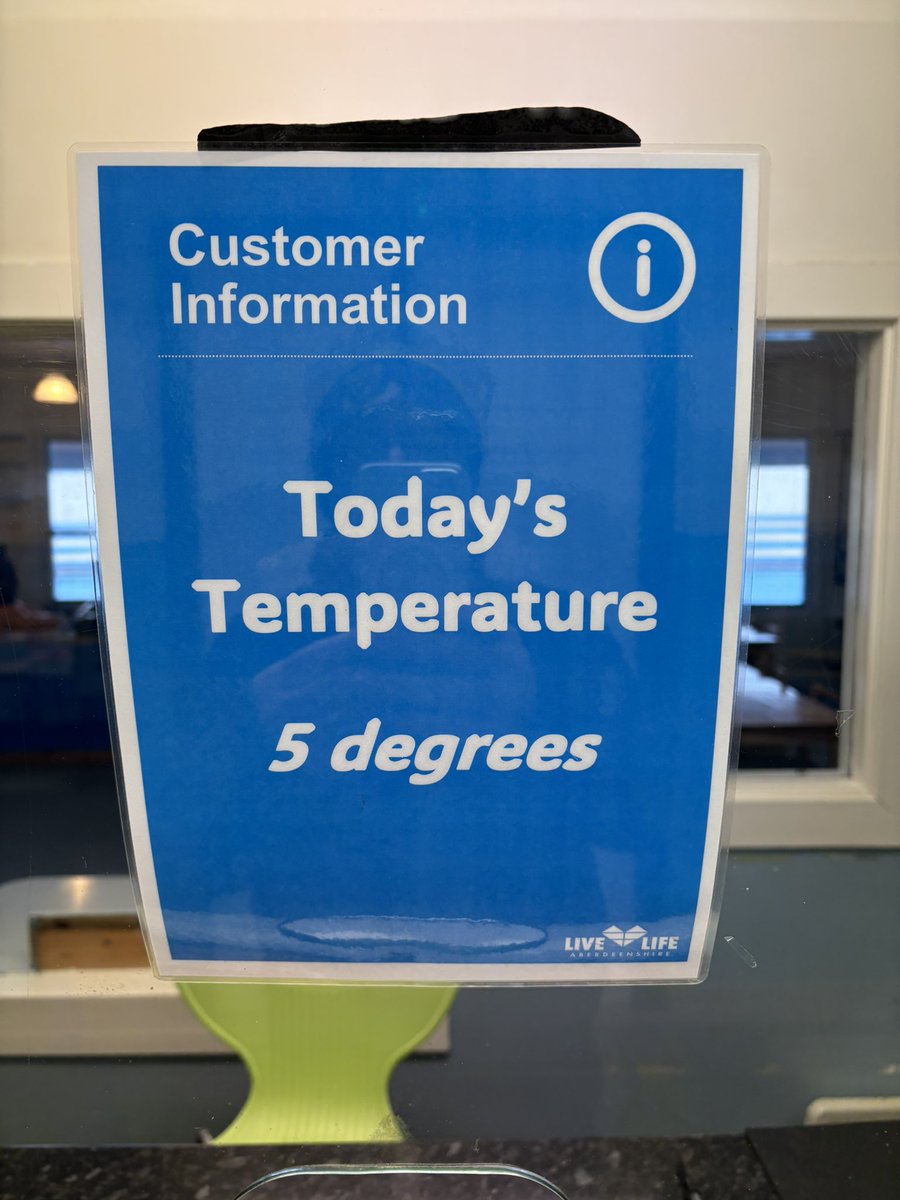 Customer
Information
i
Today's
Temperature
5 degrees
LIVE LIFE
ABERDEENSHIRE